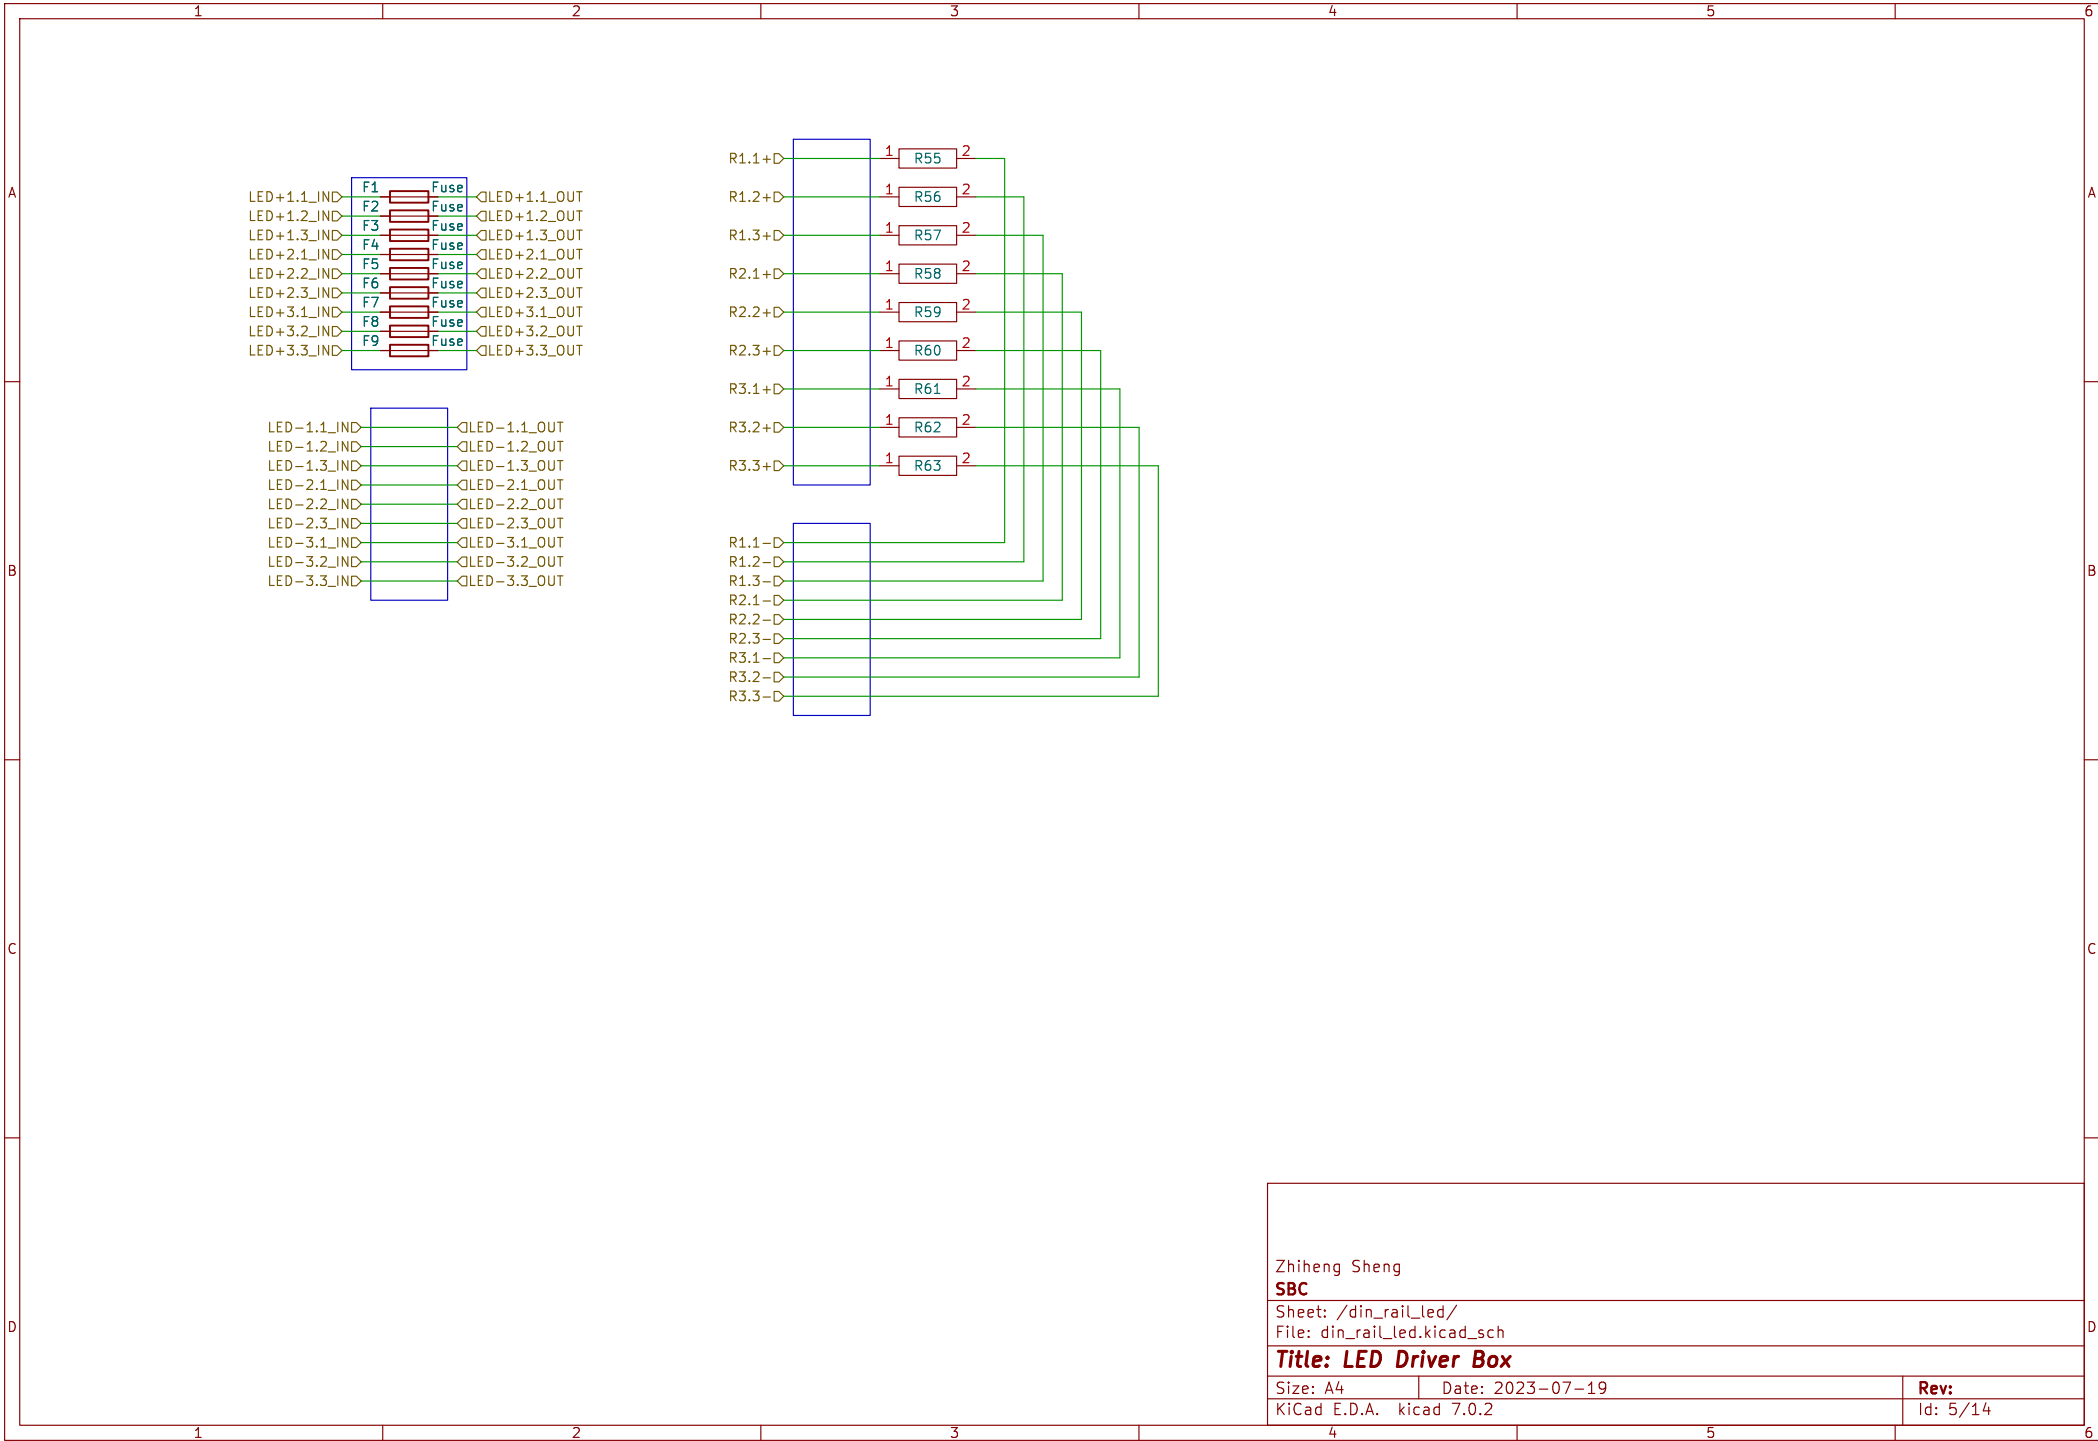 1 2 3 4 5 6
A A
B B
C C
D D
F1 Fuse
LED+1.1_IN LED+1.1_OUT
F2 Fuse
LED+1.2_IN LED+1.2_OUT
F3 Fuse
LED+1.3_IN LED+1.3_OUT
F4 Fuse
LED+2.1_IN LED+2.1_OUT
F5 Fuse
LED+2.2_IN LED+2.2_OUT
F6 Fuse
LED+2.3_IN LED+2.3_OUT
F7 Fuse
LED+3.1_IN LED+3.1_OUT
F8 Fuse
LED+3.2_IN LED+3.2_OUT
F9 Fuse
LED+3.3_IN LED+3.3_OUT
LED-1.1_IN LED-1.1_OUT
LED-1.2_IN LED-1.2_OUT
LED-1.3_IN LED-1.3_OUT
LED-2.1_IN LED-2.1_OUT
LED-2.2_IN LED-2.2_OUT
LED-2.3_IN LED-2.3_OUT
LED-3.1_IN LED-3.1_OUT
LED-3.2_IN LED-3.2_OUT
LED-3.3_IN LED-3.3_OUT
R1.1+ 1 R55 2
R1.2+ 1 R56 2
R1.3+ 1 R57 2
R2.1+ 1 R58 2
R2.2+ 1 R59 2
R2.3+ 1 R60 2
R3.1+ 1 R61 2
R3.2+ 1 R62 2
R3.3+ 1 R63 2
R1.1-
R1.2-
R1.3-
R2.1-
R2.2-
R2.3-
R3.1-
R3.2-
R3.3-
Zhiheng Sheng
SBC
Sheet: /din_rail_led/
File: din_rail_led.kicad_sch
Title: LED Driver Box
Size: A4 Date: 2023-07-19 Rev:
KiCad E.D.A. kicad 7.0.2 Id: 5/14
1 2 3 4 5 6